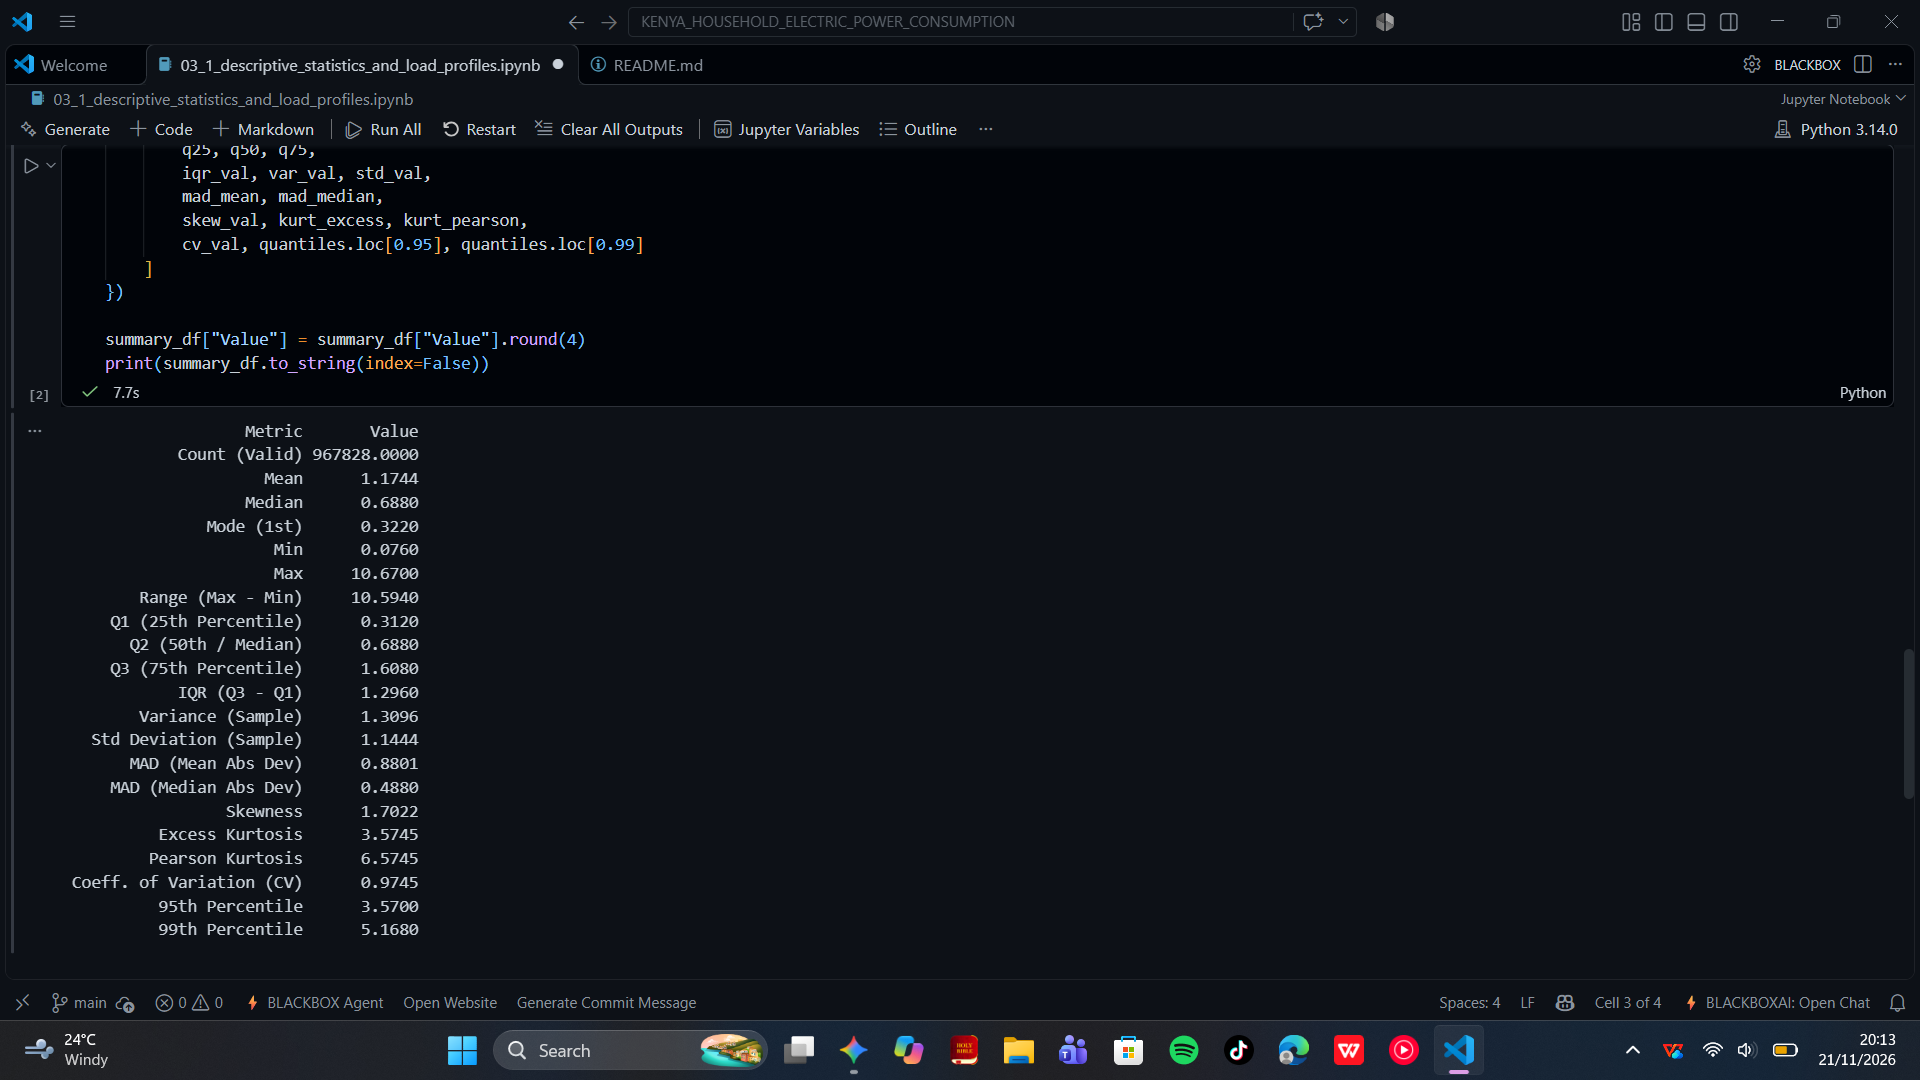 KENYA_HOUSEHOLD_ELECTRIC_POWER_CONSUMPTION
Welcome
03_1_descriptive_statistics_and_load_profiles.ipynb
README.md
BLACKBOX
03_1_descriptive_statistics_and_load_profiles.ipynb
Jupyter Notebook
Generate
Code
Markdown
Run All
Restart
Clear All Outputs
Jupyter Variables
Outline
Python 3.14.0
q25, q50, q75,
iqr_val, var_val, std_val,
mad_mean, mad_median,
skew_val, kurt_excess, kurt_pearson,
cv_val, quantiles.loc[0.95], quantiles.loc[0.99]
]
})
summary_df["Value"] = summary_df["Value"].round(4)
print(summary_df.to_string(index=False))
[2]
7.7s
Python
Metric Value
Count (Valid) 967828.0000
Mean 1.1744
Median 0.6880
Mode (1st) 0.3220
Min 0.0760
Max 10.6700
Range (Max - Min) 10.5940
Q1 (25th Percentile) 0.3120
Q2 (50th / Median) 0.6880
Q3 (75th Percentile) 1.6080
IQR (Q3 - Q1) 1.2960
Variance (Sample) 1.3096
Std Deviation (Sample) 1.1444
MAD (Mean Abs Dev) 0.8801
MAD (Median Abs Dev) 0.4880
Skewness 1.7022
Excess Kurtosis 3.5745
Pearson Kurtosis 6.5745
Coeff. of Variation (CV) 0.9745
95th Percentile 3.5700
99th Percentile 5.1680
main
0
0
BLACKBOX Agent
Open Website
Generate Commit Message
Spaces: 4
LF
Cell 3 of 4
BLACKBOXAI: Open Chat
24°C
Windy
Search
HOLY BIBLE
20:13
21/11/2026